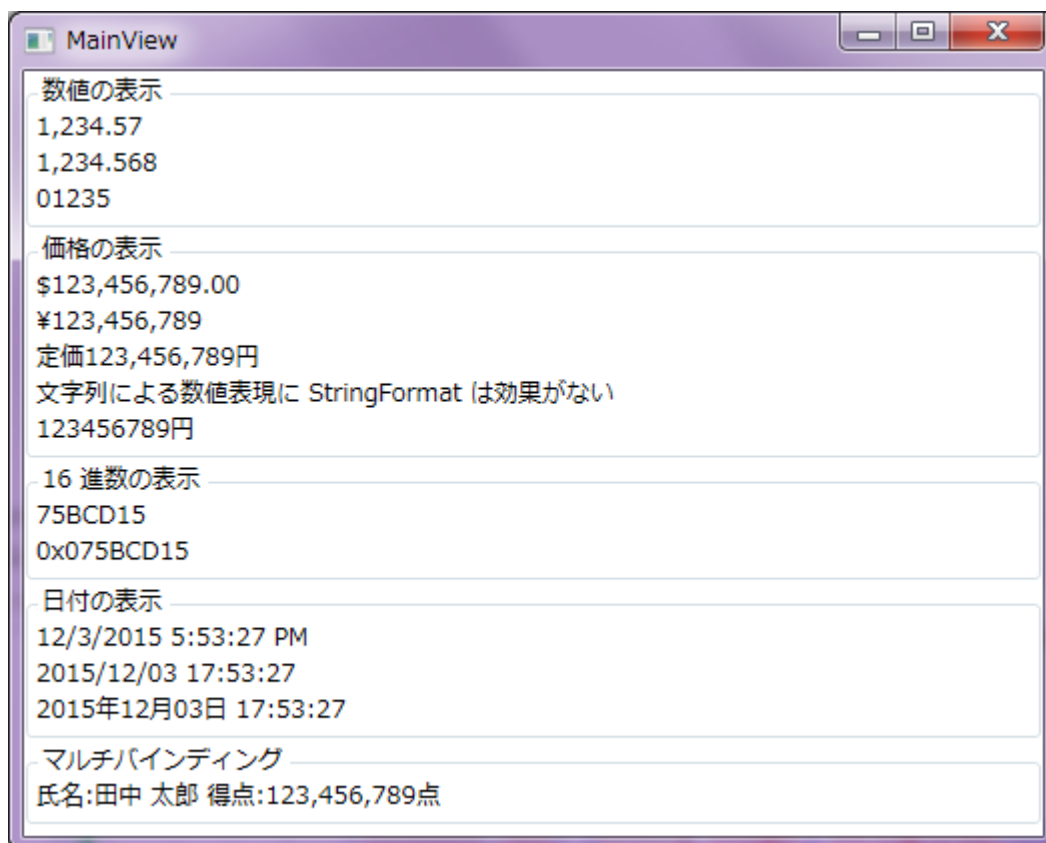 MainView
数値の表示
1,234.57
1,234.568
01235
価格の表示
$123,456,789.00
¥123,456,789
定価123,456,789円
文字列による数値表現に StringFormat は効果がない
123456789円
16 進数の表示
75BCD15
0x075BCD15
日付の表示
12/3/2015 5:53:27 PM
2015/12/03 17:53:27
2015年12月03日 17:53:27
マルチバインディング
氏名:田中 太郎 得点:123,456,789点